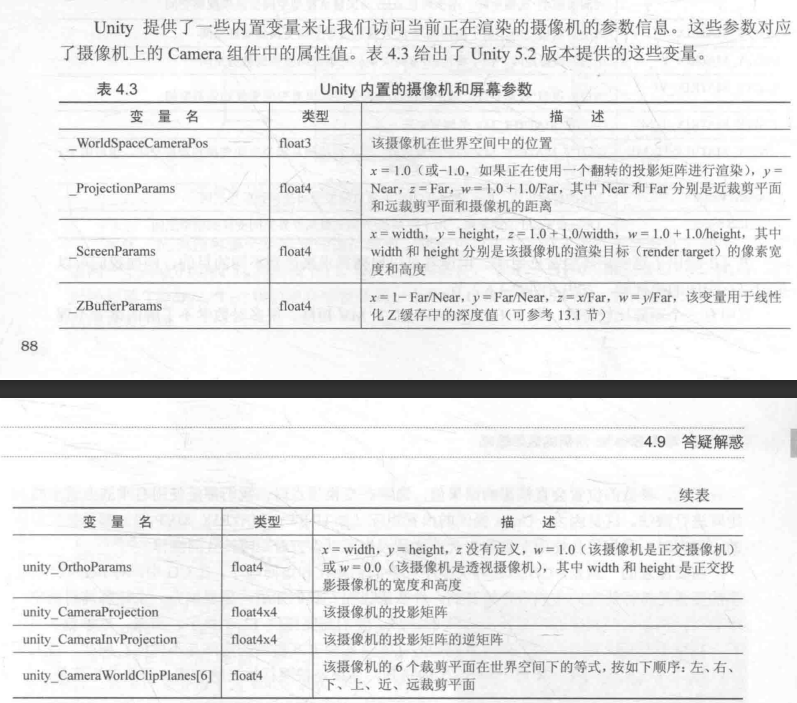 Unity 提供了一些内置变量来让我们访问当前正在渲染的摄像机的参数信息。这些参数对应
了摄像机上的 Camera 组件中的属性值。表 4.3 给出了 Unity 5.2 版本提供的这些变量。
表 4.3 Unity 内置的摄像机和屏幕参数
变 量 名 类型 描 述
_WorldSpaceCameraPos float3 该摄像机在世界空间中的位置
_ProjectionParams float4 x = 1.0（或−1.0，如果正在使用一个翻转的投影矩阵进行渲染），y =
Near，z = Far，w = 1.0 + 1.0/Far，其中 Near 和 Far 分别是近裁剪平面
和远裁剪平面和摄像机的距离
_ScreenParams float4 x = width，y = height，z = 1.0 + 1.0/width，w = 1.0 + 1.0/height，其中
width 和 height 分别是该摄像机的渲染目标（render target）的像素宽
度和高度
_ZBufferParams float4 x = 1− Far/Near，y = Far/Near，z = x/Far，w = y/Far，该变量用于线性
化 Z 缓存中的深度值（可参考 13.1 节）
88
4.9 答疑解惑
续表
变 量 名 类型 描 述
unity_OrthoParams float4 x = width，y = height，z 没有定义，w = 1.0（该摄像机是正交摄像机）
或 w = 0.0（该摄像机是透视摄像机），其中 width 和 height 是正交投
影摄像机的宽度和高度
unity_CameraProjection float4x4 该摄像机的投影矩阵
unity_CameraInvProjection float4x4 该摄像机的投影矩阵的逆矩阵
unity_CameraWorldClipPlanes[6] float4 该摄像机的 6 个裁剪平面在世界空间下的等式，按如下顺序：左、右、
下、上、近、远裁剪平面